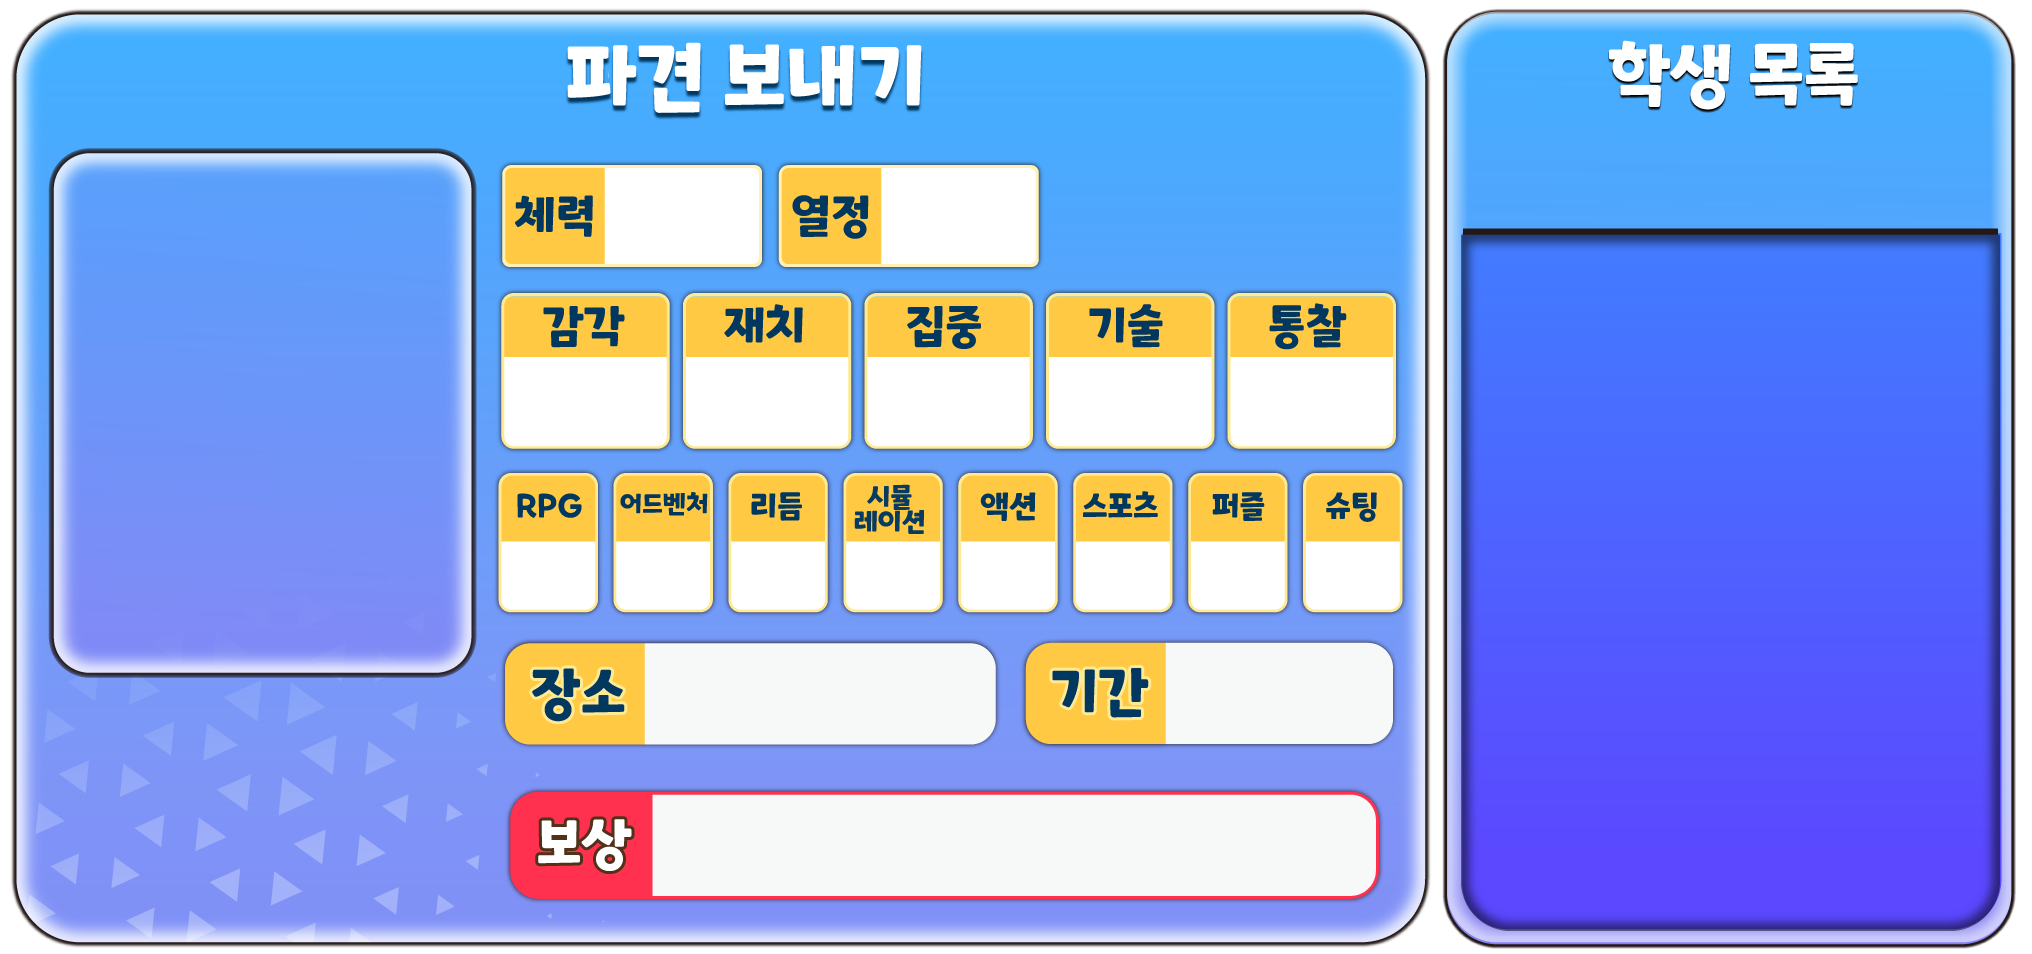 파견 보내기
체력
열정
감각
재치
집중
기술
통찰
RPG
어드벤처
리듬
시뮬
레이션
액션
스포츠
퍼즐
슈팅
장소
기간
보상
학생 목록